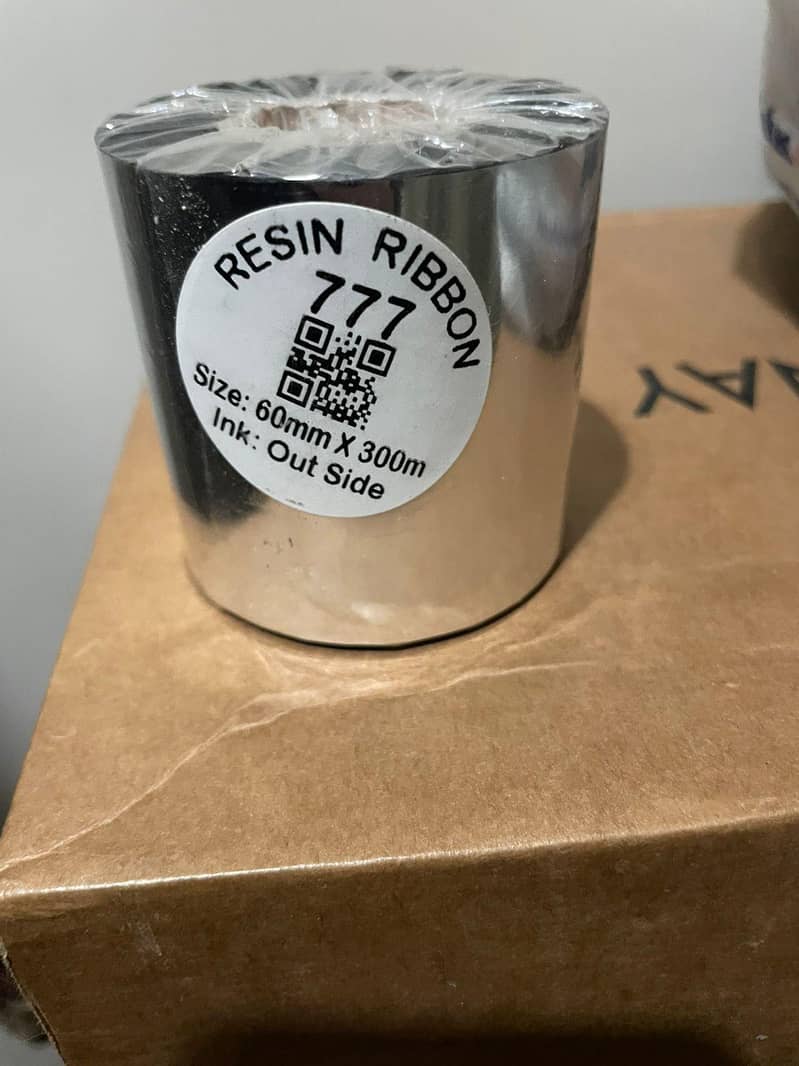 RESIN RIBBON
777
Size: 60mm X 300m
Ink: Out Side